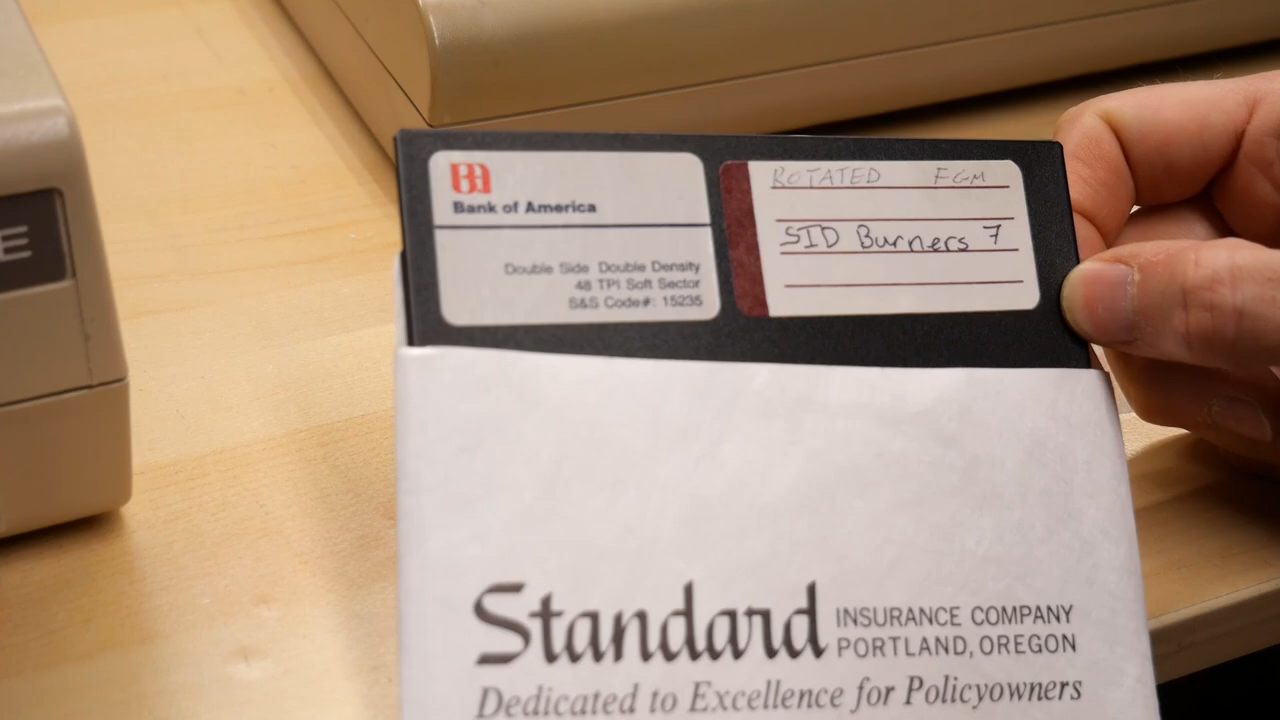 BA
Bank of America
Double Side Double Density
48 TPI Soft Sector
S&S Code#: 15235
ROTATED FGM
SID Burners 7
E
Standard INSURANCE COMPANY
PORTLAND, OREGON
Dedicated to Excellence for Policyowners